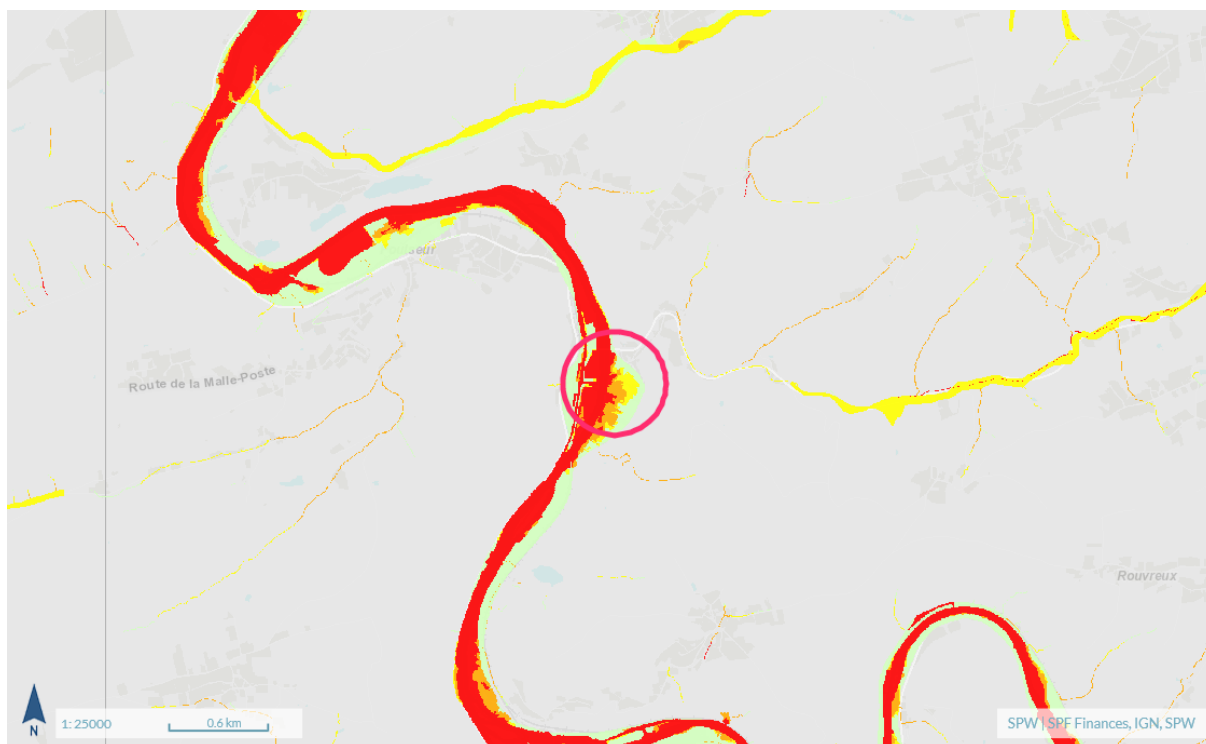 Route de la Malle-Poste
Rouvreux
N
1: 25000
0.6 km
SPW | SPF Finances, IGN, SPW